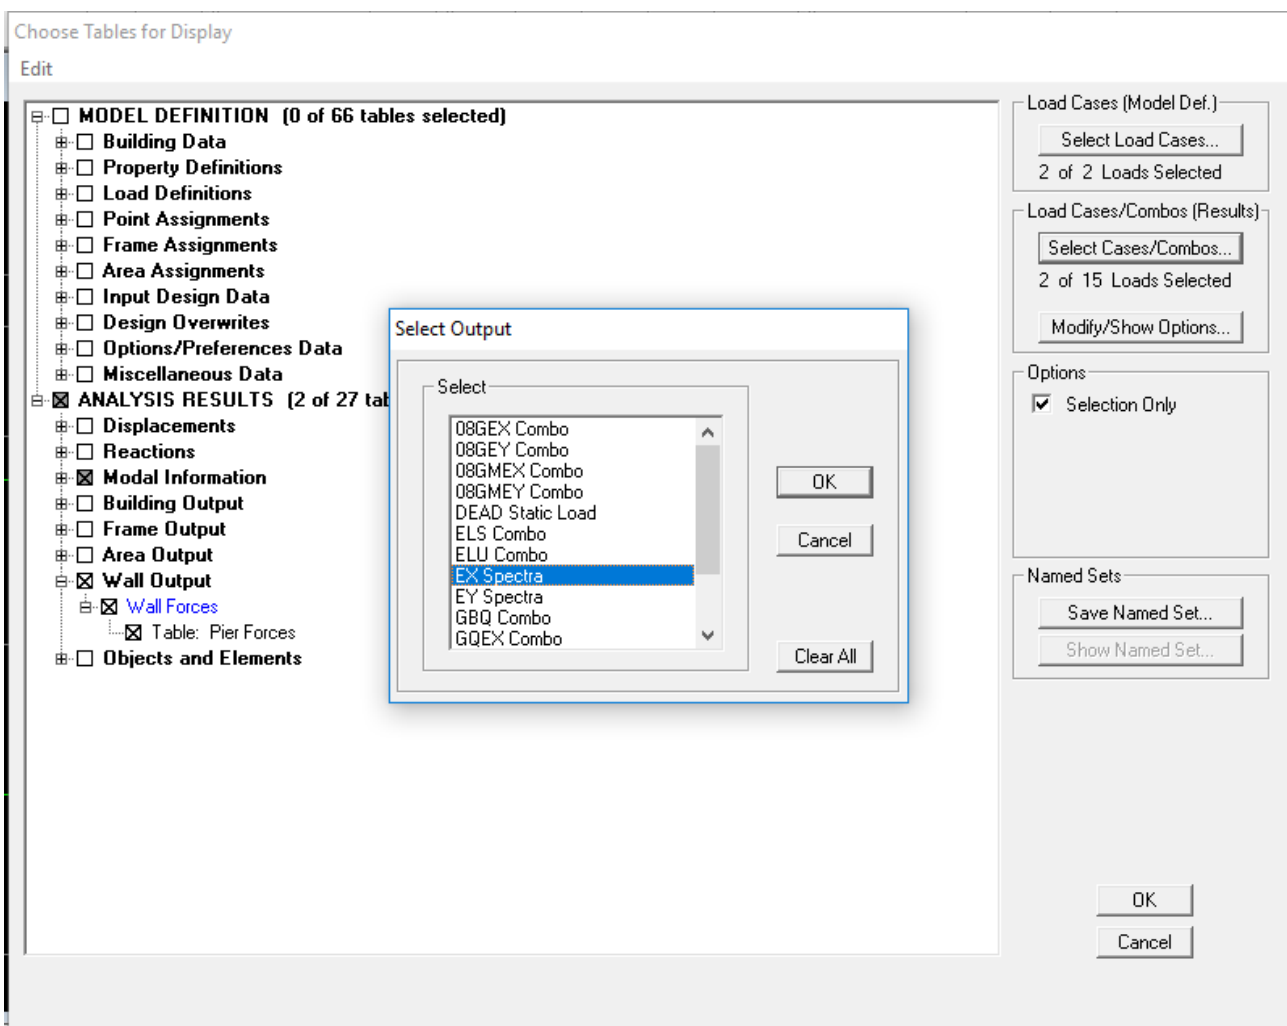 Choose Tables for Display
Edit
MODEL DEFINITION (0 of 66 tables selected)
Building Data
Property Definitions
Load Definitions
Point Assignments
Frame Assignments
Area Assignments
Input Design Data
Design Overwrites
Options/Preferences Data
Miscellaneous Data
ANALYSIS RESULTS (2 of 27 tab
Displacements
Reactions
Modal Information
Building Output
Frame Output
Area Output
Wall Output
Wall Forces
Table: Pier Forces
Objects and Elements
Select Output
Select
08GEX Combo
08GEY Combo
08GMEX Combo
08GMEY Combo
DEAD Static Load
ELS Combo
ELU Combo
EX Spectra
EY Spectra
GBQ Combo
GQEX Combo
OK
Cancel
Clear All
Load Cases (Model Def.)
Select Load Cases...
2 of 2 Loads Selected
Load Cases/Combos (Results)
Select Cases/Combos...
2 of 15 Loads Selected
Modify/Show Options...
Options
Selection Only
Named Sets
Save Named Set...
Show Named Set...
OK
Cancel